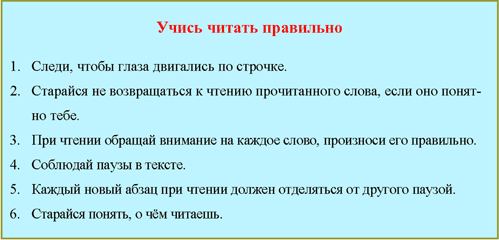 Учись читать правильно
1. Следи, чтобы глаза двигались по строчке.
2. Старайся не возвращаться к чтению прочитанного слова, если оно понят-
но тебе.
3. При чтении обращай внимание на каждое слово, произноси его правильно.
4. Соблюдай паузы в тексте.
5. Каждый новый абзац при чтении должен отделяться от другого паузой.
6. Старайся понять, о чём читаешь.